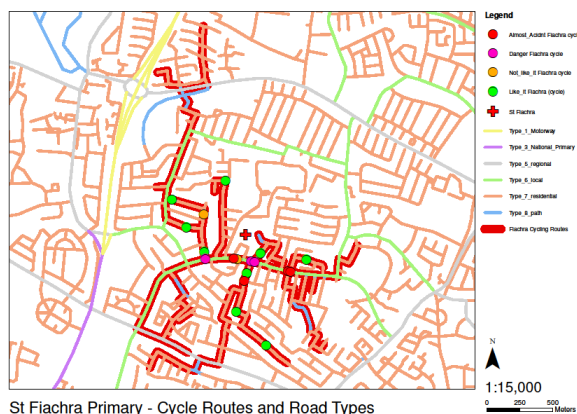 Legend
Almost_Accidnt Fiachra cycl
Danger Fiachra cycle
Not_like_It Fiachra cycle
Like_It Fiachra (cycle)
St Fiachra
Type_1_Motorway
Type_3_National_Primary
Type_5_regional
Type_6_local
Type_7_residential
Type_8_path
Fiachra Cycling Routes
N
1:15,000
0 250 500
Meters
St Fiachra Primary - Cycle Routes and Road Types